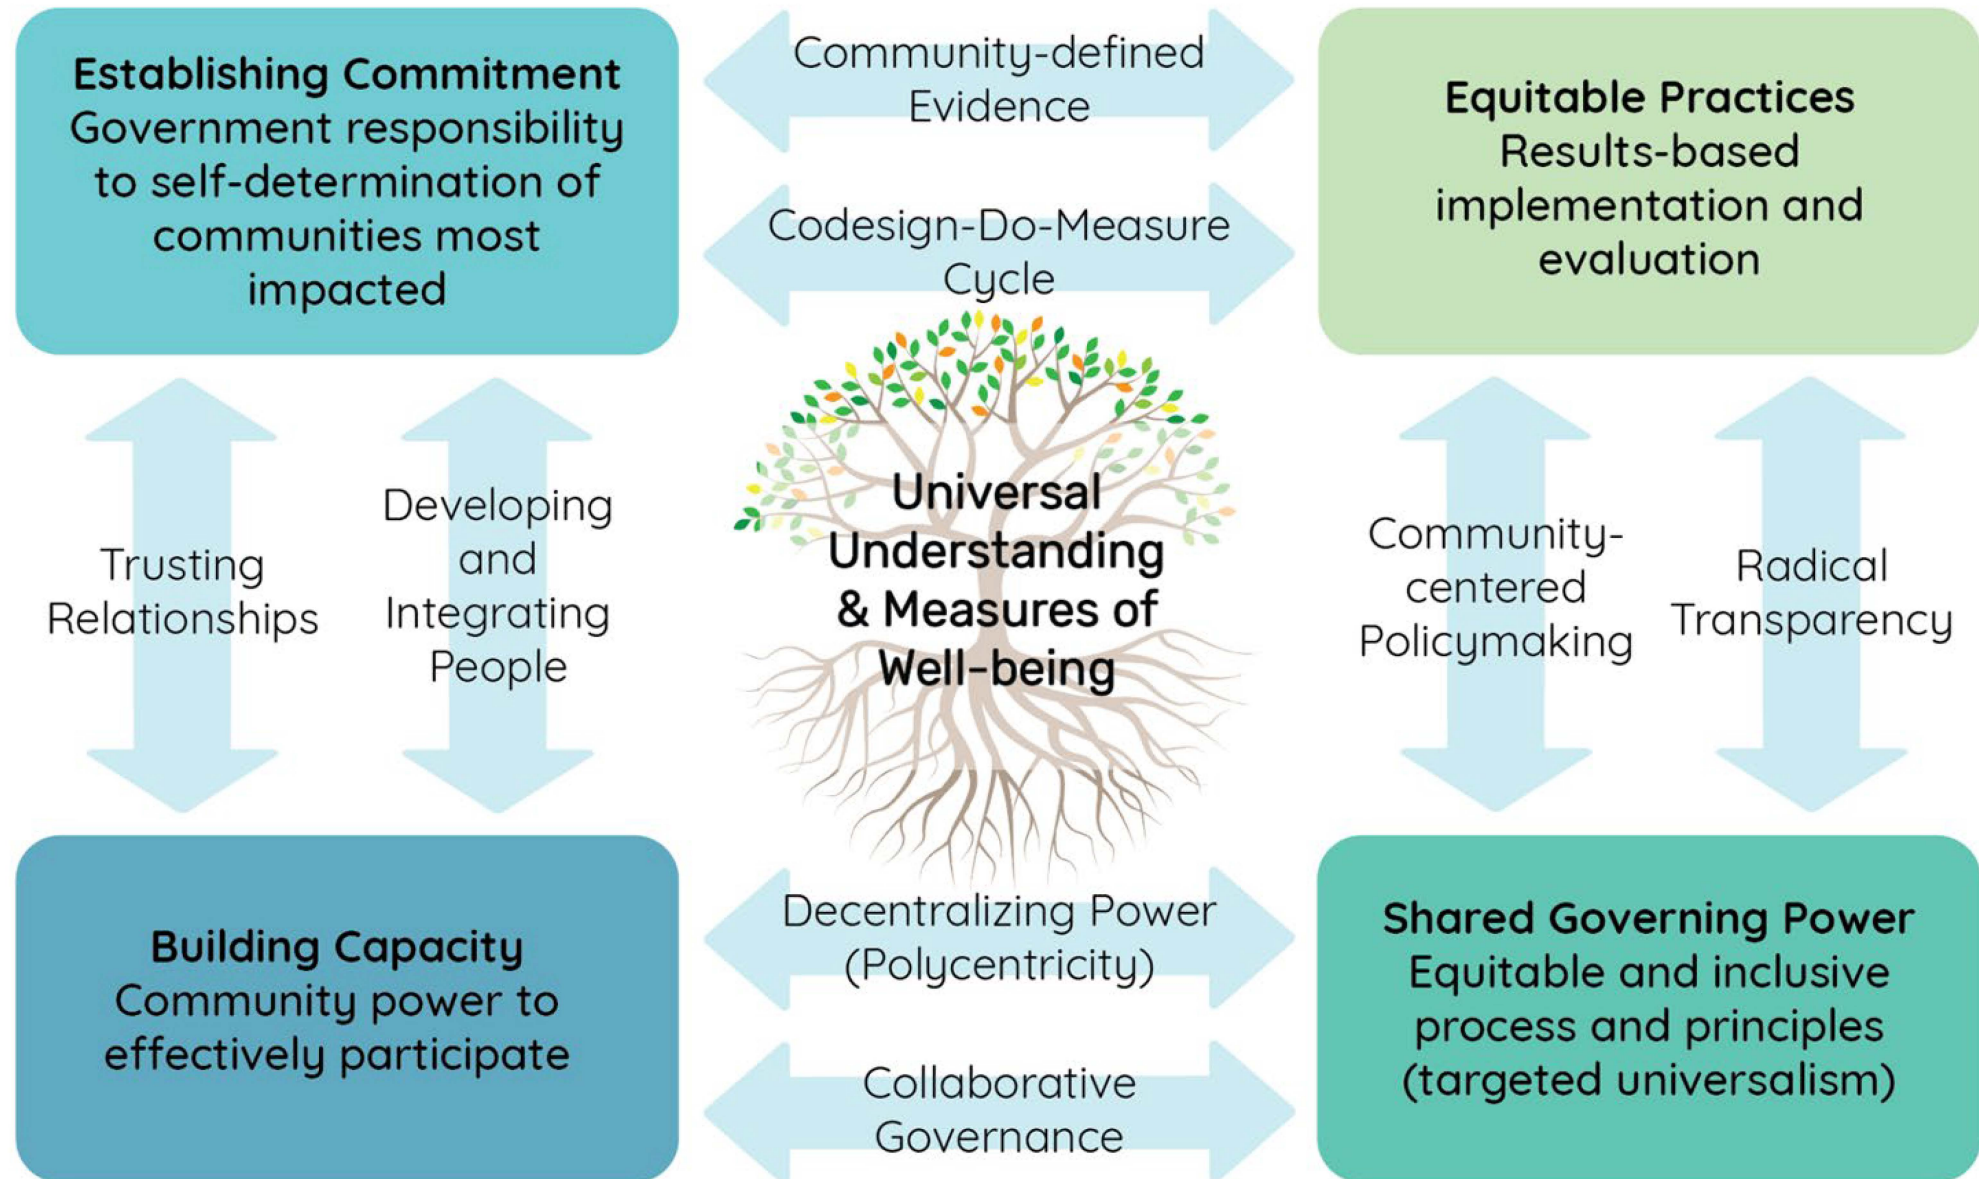 Establishing Commitment
Government responsibility
to self-determination of
communities most
impacted
Community-defined
Evidence
Codesign-Do-Measure
Cycle
Equitable Practices
Results-based
implementation and
evaluation
Trusting
Relationships
Developing
and
Integrating
People
Universal
Understanding
& Measures of
Well-being
Community-
centered
Policymaking
Radical
Transparency
Building Capacity
Community power to
effectively participate
Decentralizing Power
(Polycentricity)
Collaborative
Governance
Shared Governing Power
Equitable and inclusive
process and principles
(targeted universalism)